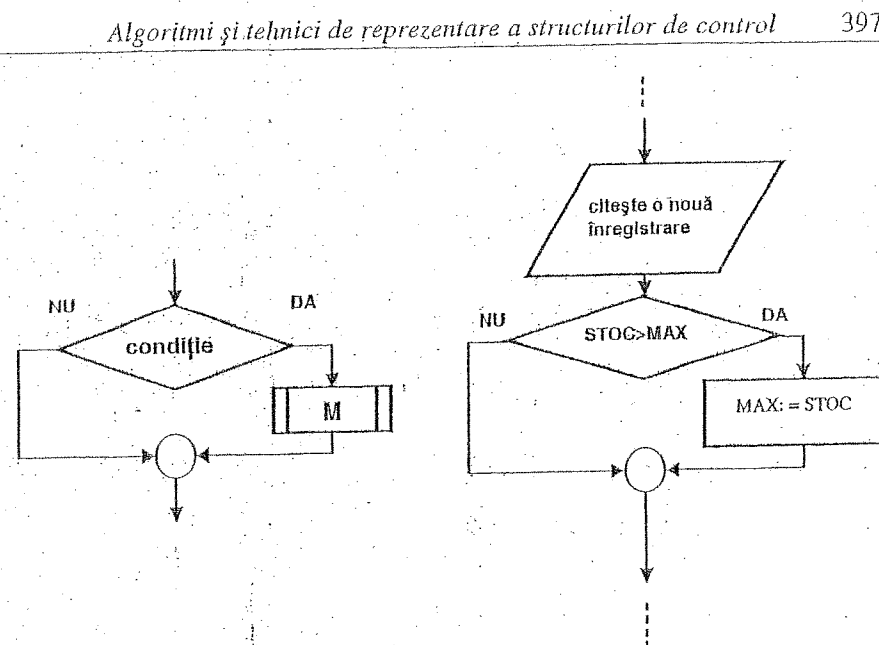 Algoritmi şi tehnici de reprezentare a structurilor de control 397
NU
DA
condiţie
M
citeşte o nouă
înregistrare
NU
DA
STOC>MAX
MAX: = STOC